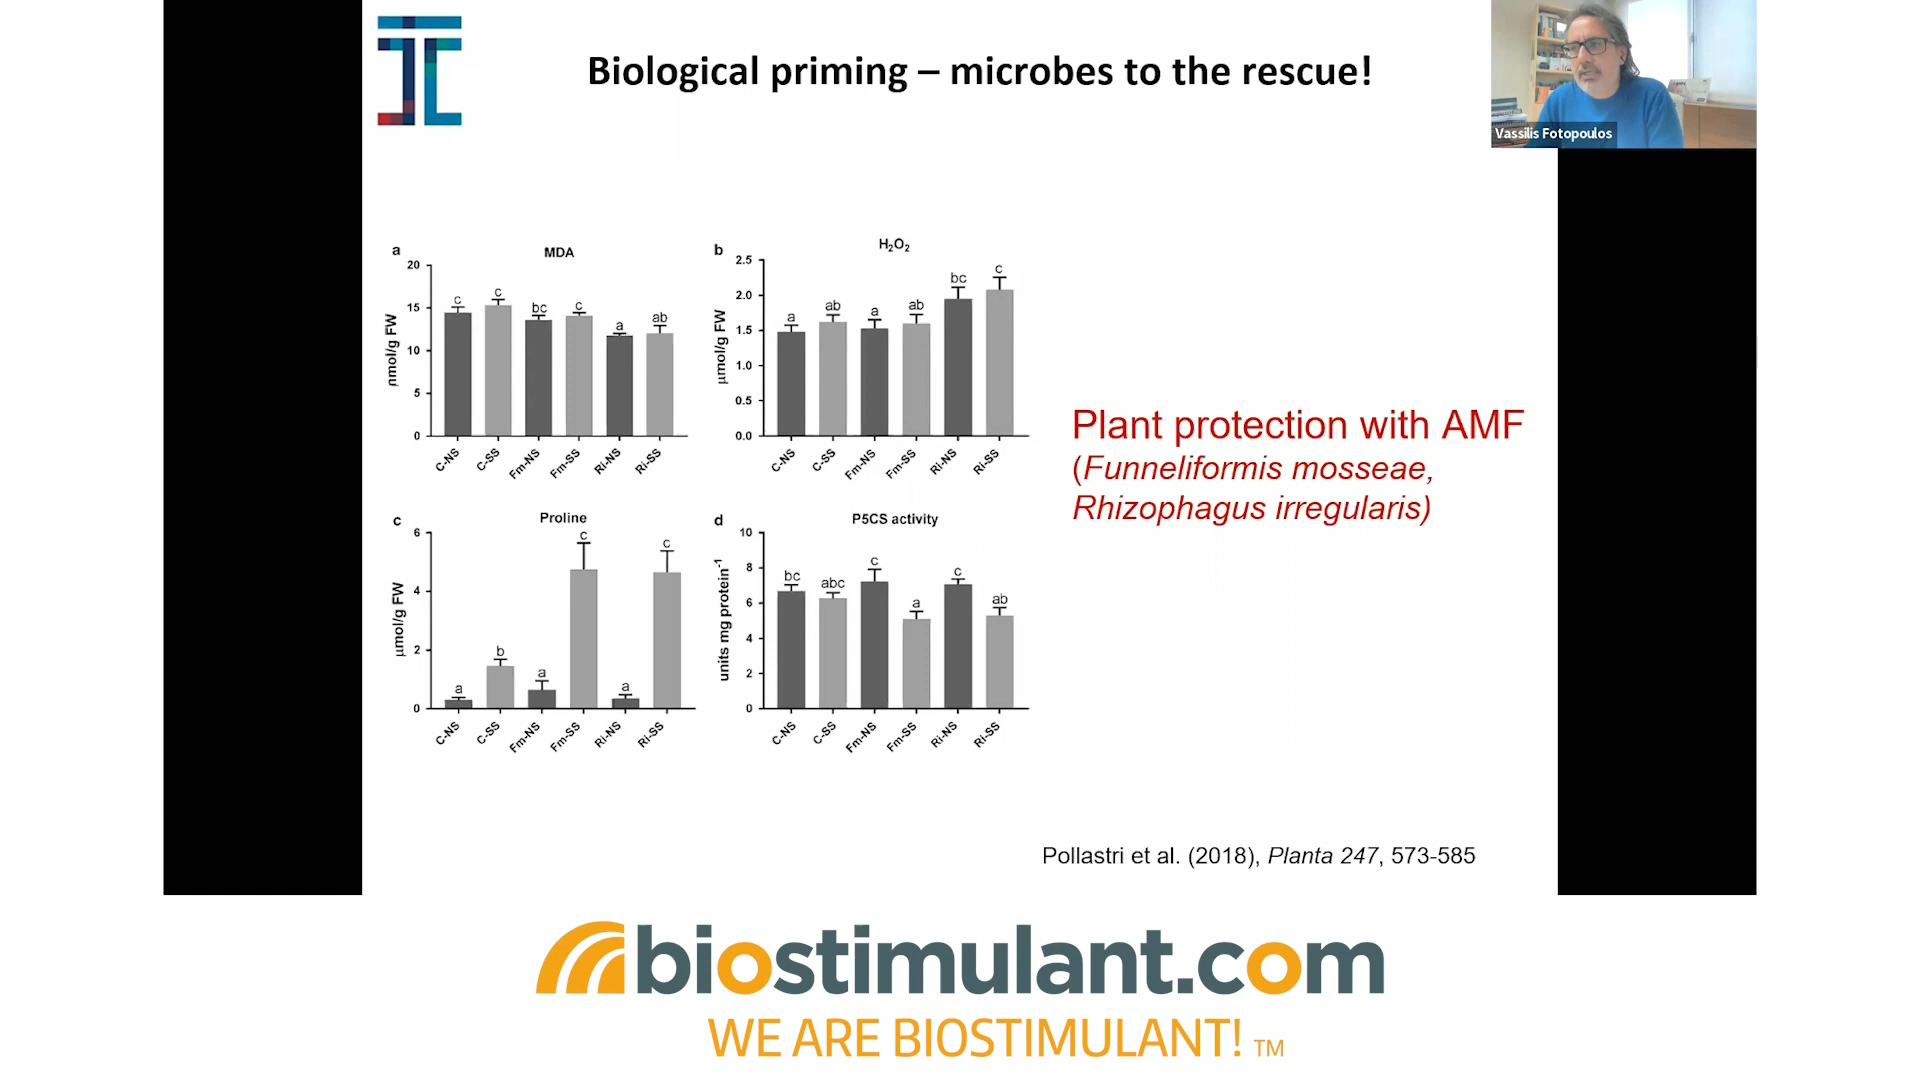 Biological priming – microbes to the rescue!
Vassilis Fotopoulos
a
MDA
nmol/g FW
20
15
10
5
0
c
c
bc
c
a
ab
C-NS
C-SS
Fm-NS
Fm-SS
Ri-NS
Ri-SS
b
H₂O₂
µmol/g FW
2.5
2.0
1.5
1.0
0.5
0.0
a
ab
a
ab
bc
c
C-NS
C-SS
Fm-NS
Fm-SS
Ri-NS
Ri-SS
c
Proline
µmol/g FW
6
4
2
0
a
b
a
c
a
c
C-NS
C-SS
Fm-NS
Fm-SS
Ri-NS
Ri-SS
d
P5CS activity
units mg protein⁻¹
10
8
6
4
2
0
bc
abc
c
a
c
ab
C-NS
C-SS
Fm-NS
Fm-SS
Ri-NS
Ri-SS
Plant protection with AMF
(Funneliformis mosseae,
Rhizophagus irregularis)
Pollastri et al. (2018), Planta 247, 573-585
biostimulant.com
WE ARE BIOSTIMULANT! TM